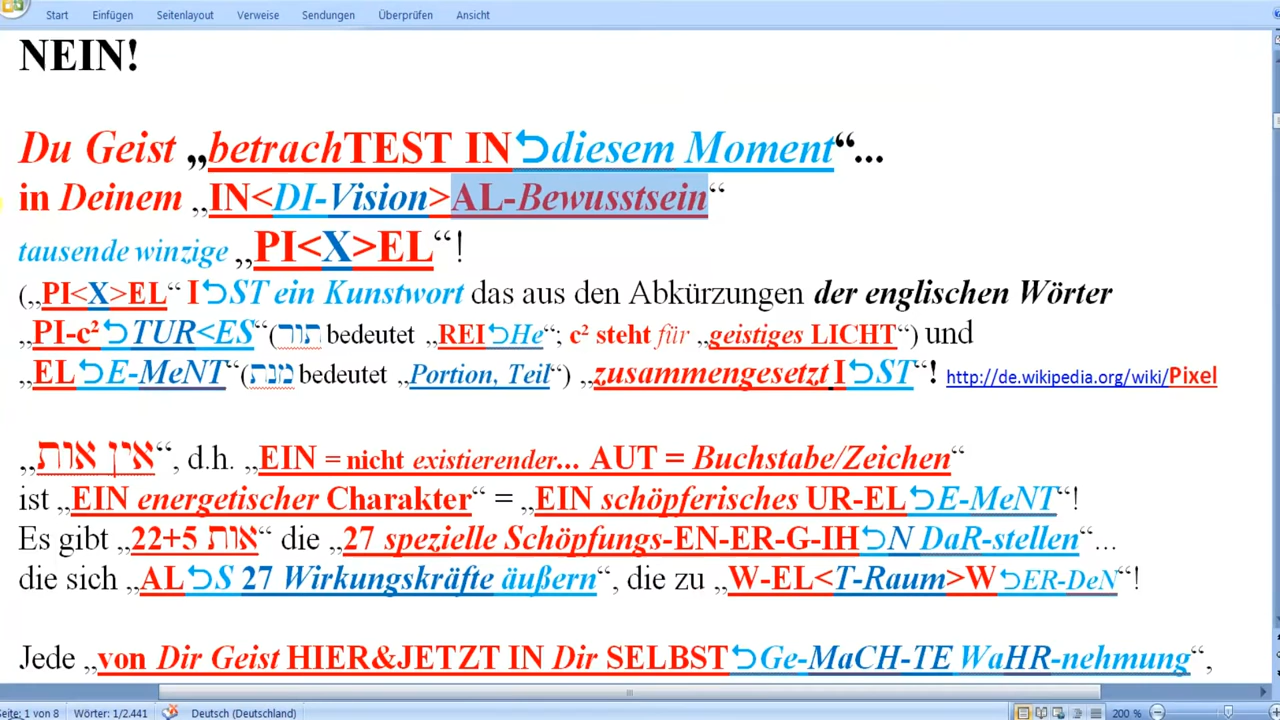 Start Einfügen Seitenlayout Verweise Sendungen Überprüfen Ansicht
NEIN!
Du Geist „betrachTEST IN⮌diesem Moment“...
in Deinem „IN<DI-Vision>AL-Bewusstsein“
tausende winzige „PI<X>EL“!
(„PI<X>EL“ I⮌ST ein Kunstwort das aus den Abkürzungen der englischen Wörter
„PI-c²⮌TUR<ES“(תור bedeutet „REI⮌He“; c² steht für „geistiges LICHT“) und
„EL⮌E-MeNT“(מנת bedeutet „Portion, Teil“) „zusammengesetzt I⮌ST“! http://de.wikipedia.org/wiki/Pixel
„אין אות“, d.h. „EIN = nicht existierender... AUT = Buchstabe/Zeichen“
ist „EIN energetischer Charakter“ = „EIN schöpferisches UR-EL⮌E-MeNT“!
Es gibt „22+5 אות“ die „27 spezielle Schöpfungs-EN-ER-G-IH⮌N DaR-stellen“...
die sich „AL⮌S 27 Wirkungskräfte äußern“, die zu „W-EL<T-Raum>W⮌ER-DeN“!
Jede „von Dir Geist HIER&JETZT IN Dir SELBST⮌Ge-MaCH-TE WaHR-nehmung“,
Seite: 1 von 8 Wörter: 1/2.441 Deutsch (Deutschland) 200 %